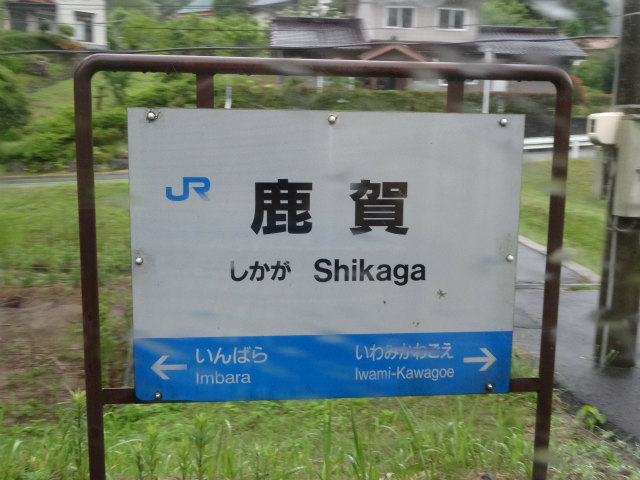 JR
鹿賀
しかが Shikaga
← いんばら いわみかわごえ →
Imbara Iwami-Kawagoe